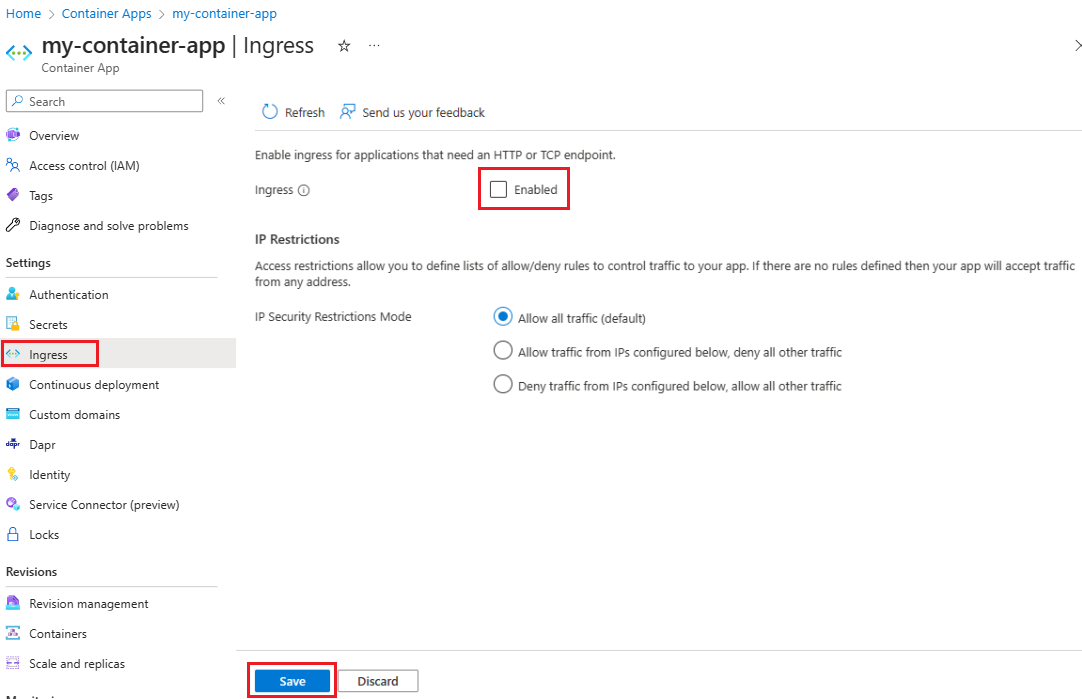 Home > Container Apps > my-container-app
my-container-app | Ingress
Container App
Search
Overview
Access control (IAM)
Tags
Diagnose and solve problems
Settings
Authentication
Secrets
Ingress
Continuous deployment
Custom domains
dapr Dapr
Identity
Service Connector (preview)
Locks
Revisions
Revision management
Containers
Scale and replicas
Refresh
Send us your feedback
Enable ingress for applications that need an HTTP or TCP endpoint.
Ingress
Enabled
IP Restrictions
Access restrictions allow you to define lists of allow/deny rules to control traffic to your app. If there are no rules defined then your app will accept traffic
from any address.
IP Security Restrictions Mode
Allow all traffic (default)
Allow traffic from IPs configured below, deny all other traffic
Deny traffic from IPs configured below, allow all other traffic
Save
Discard